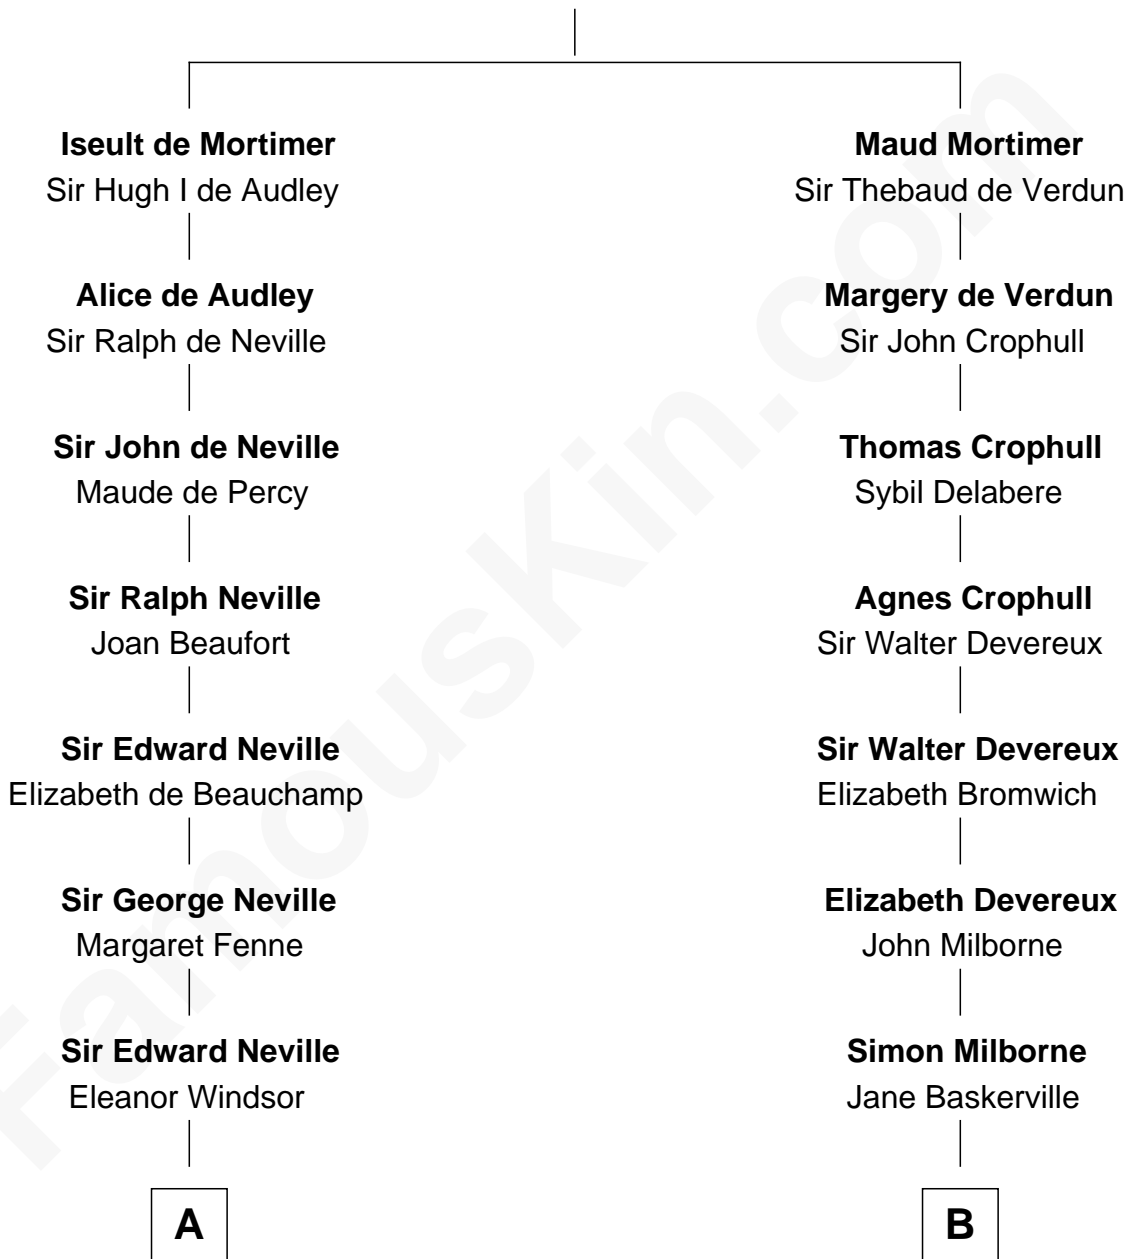 Iseult de Mortimer
Sir Hugh I de Audley
Maud Mortimer
Sir Thebaud de Verdun
Alice de Audley
Sir Ralph de Neville
Margery de Verdun
Sir John Crophull
Sir John de Neville
Maude de Percy
Thomas Crophull
Sybil Delabere
Sir Ralph Neville
Joan Beaufort
Agnes Crophull
Sir Walter Devereux
Sir Edward Neville
Elizabeth de Beauchamp
Sir Walter Devereux
Elizabeth Bromwich
Sir George Neville
Margaret Fenne
Elizabeth Devereux
John Milborne
Sir Edward Neville
Eleanor Windsor
Simon Milborne
Jane Baskerville
A
B
FamousKin.com